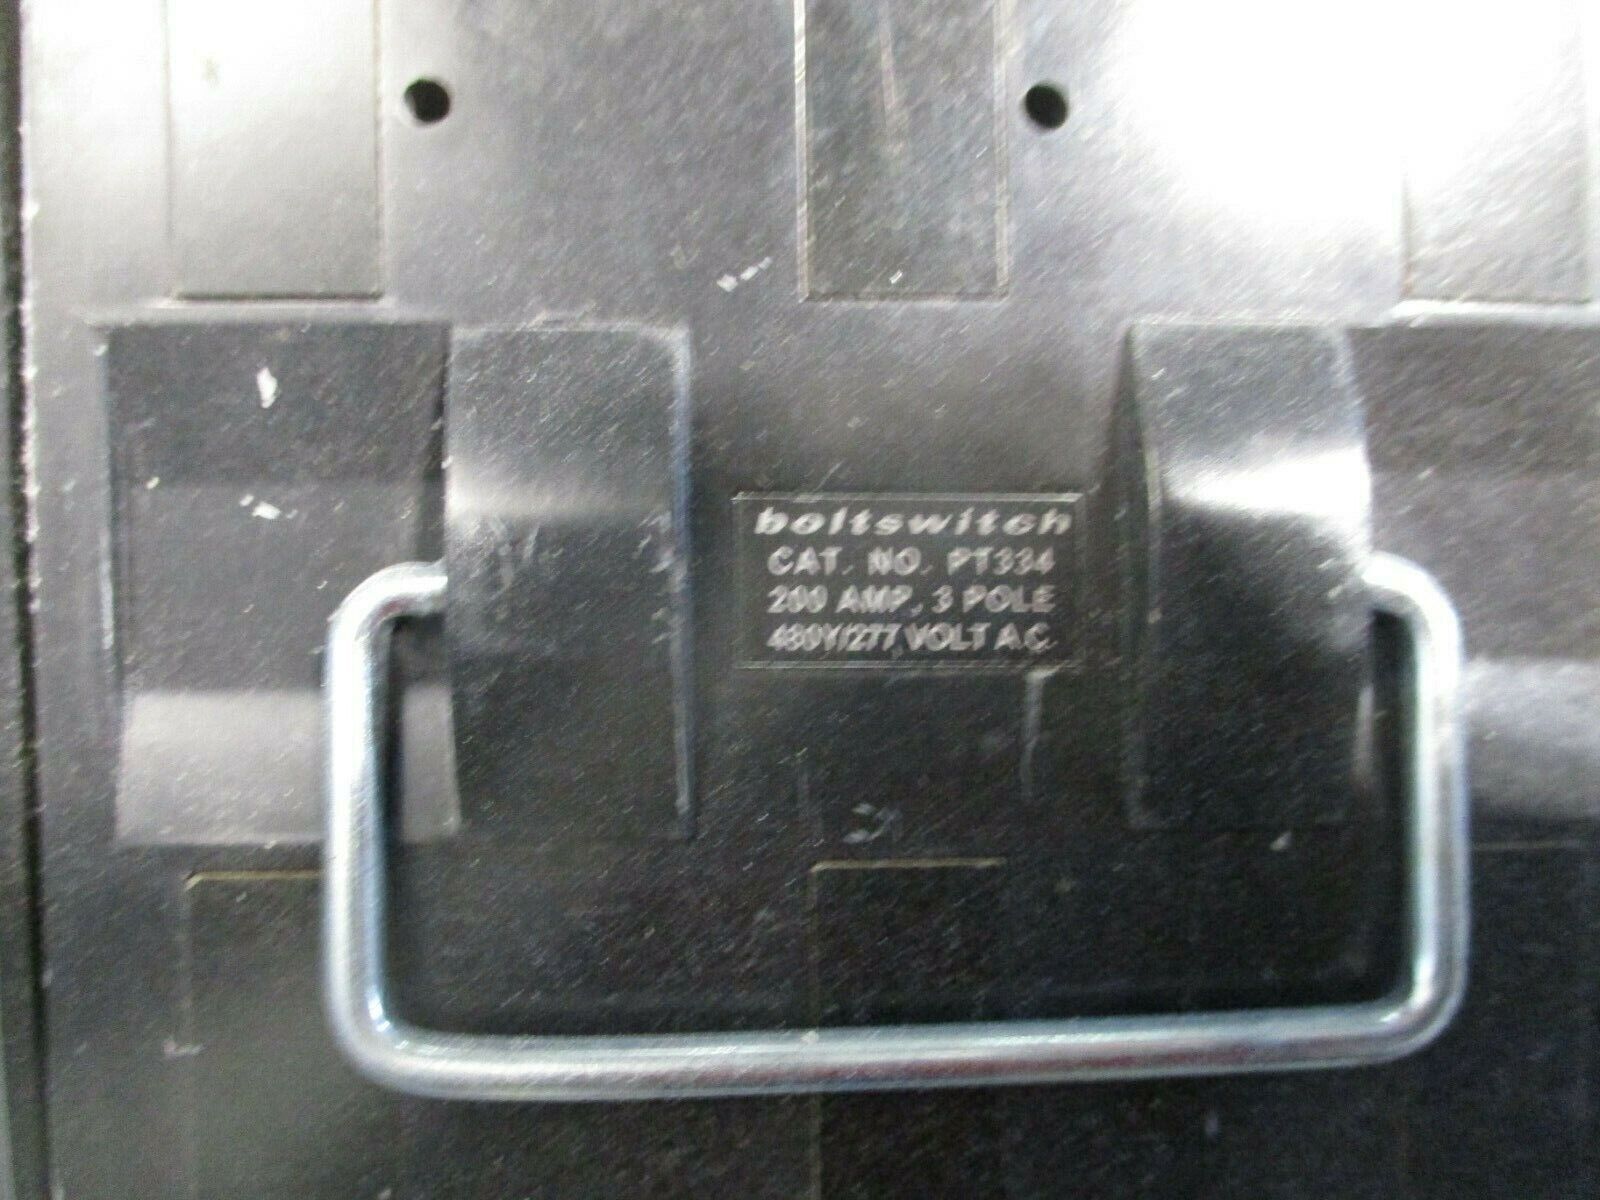 boltswitch
CAT. NO. PT334
200 AMP, 3 POLE
480Y/277 VOLT A.C.